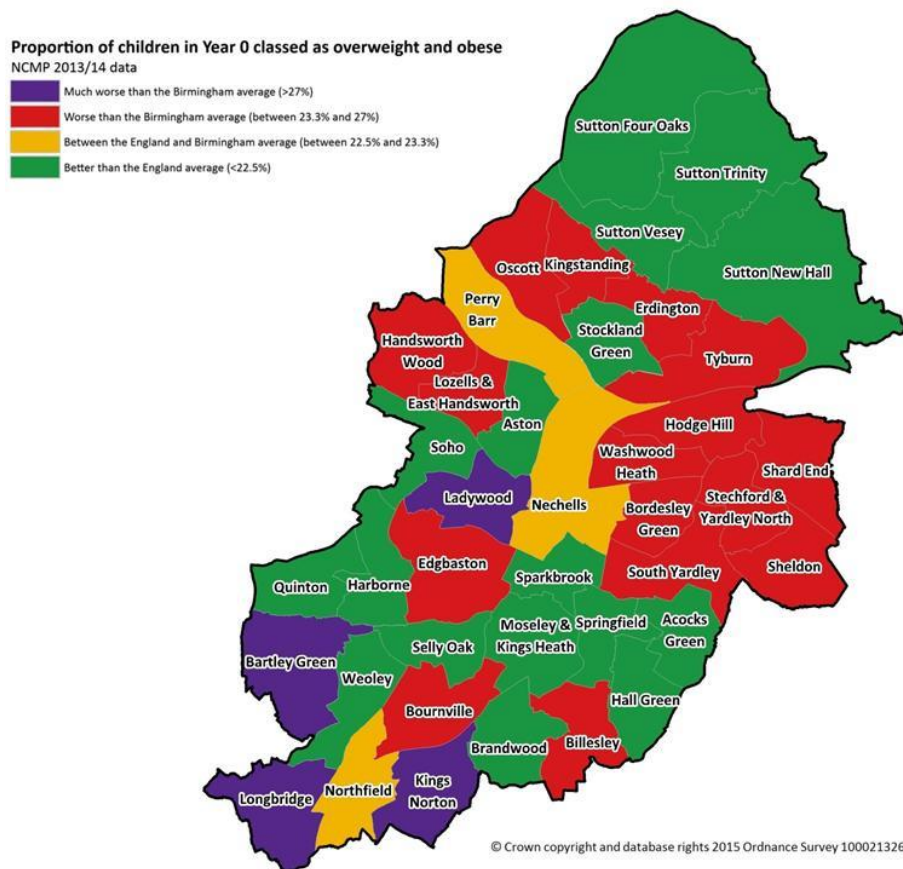 Proportion of children in Year 0 classed as overweight and obese
NCMP 2013/14 data
Much worse than the Birmingham average (>27%)
Worse than the Birmingham average (between 23.3% and 27%)
Between the England and Birmingham average (between 22.5% and 23.3%)
Better than the England average (<22.5%)
Sutton Four Oaks
Sutton Trinity
Sutton Vesey
Sutton New Hall
Oscott
Kingstanding
Perry
Barr
Erdington
Stockland
Green
Tyburn
Handsworth
Wood
Lozells &
East Handsworth
Aston
Hodge Hill
Soho
Washwood
Heath
Shard End
Ladywood
Nechells
Bordesley
Green
Stechford &
Yardley North
Edgbaston
Sparkbrook
South Yardley
Sheldon
Quinton
Harborne
Moseley &
Kings Heath
Springfield
Acocks
Green
Selly Oak
Bartley Green
Weoley
Hall Green
Bournville
Brandwood
Billesley
Longbridge
Northfield
Kings
Norton
© Crown copyright and database rights 2015 Ordnance Survey 100021326